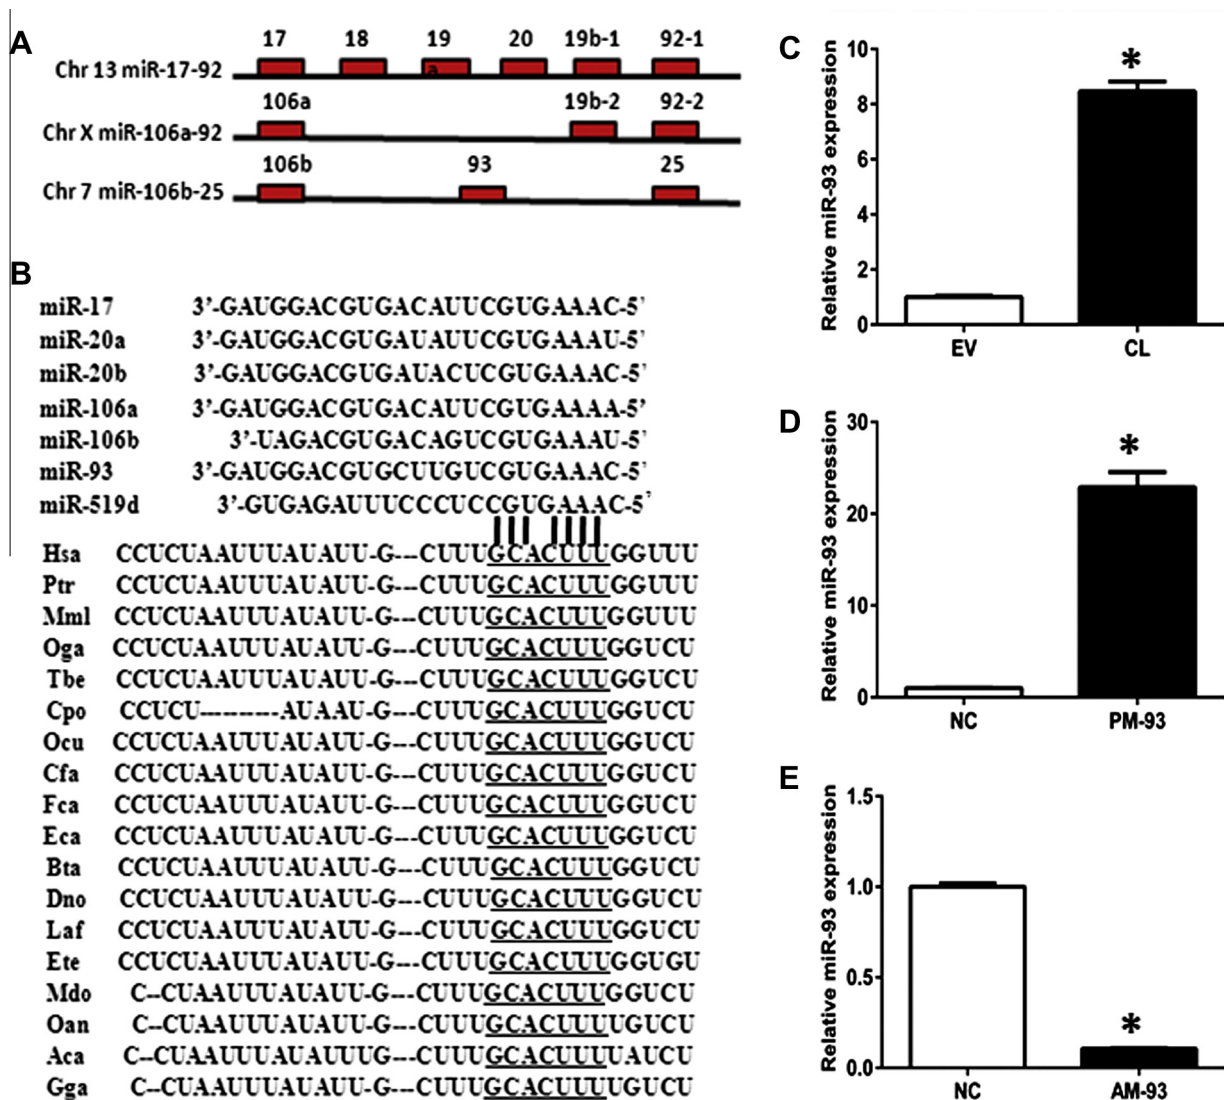 A
17 18 19 20 19b-1 92-1
a
Chr 13 miR-17-92
106a 19b-2 92-2
Chr X miR-106a-92
106b 93 25
Chr 7 miR-106b-25
B
miR-17 3’-GAUGGACGUGACAUUCGUGAAAC-5’
miR-20a 3’-GAUGGACGUGAUAUUCGUGAAAU-5’
miR-20b 3’-GAUGGACGUGAUACUCGUGAAAC-5’
miR-106a 3’-GAUGGACGUGACAUUCGUGAAAA-5’
miR-106b 3’-UAGACGUGACAGUCGUGAAAU-5’
miR-93 3’-GAUGGACGUGCUUGUCGUGAAAC-5’
miR-519d 3’-GUGAGAUUUCCCUCCGUGAAAC-5’
Hsa CCUCUAAUUUAUAUU-G---CUUUGCACUUUGGUUU
Ptr CCUCUAAUUUAUAUU-G---CUUUGCACUUUGGUUU
Mml CCUCUAAUUUAUAUU-G---CUUUGCACUUUGGUUU
Oga CCUCUAAUUUAUAUU-G---CUUUGCACUUUGGUCU
Tbe CCUCUAAUUUAUAUU-G---CUUUGCACUUUGGUCU
Cpo CCUCU---------AUAAU-G---CUUUGCACUUUGGUCU
Ocu CCUCUAAUUUAUAUU-G---CUUUGCACUUUGGUCU
Cfa CCUCUAAUUUAUAUU-G---CUUUGCACUUUGGUCU
Fca CCUCUAAUUUAUAUU-G---CUUUGCACUUUGGUCU
Eca CCUCUAAUUUAUAUU-G---CUUUGCACUUUGGUCU
Bta CCUCUAAUUUAUAUU-G---CUUUGCACUUUGGUCU
Dno CCUCUAAUUUAUAUU-G---CUUUGCACUUUGGUCU
Laf CCUCUAAUUUAUAUU-G---CUUUGCACUUUGGUCU
Ete CCUCUAAUUUAUAUU-G---CUUUGCACUUUGGUGU
Mdo C--CUAAUUUAUAUU-G---CUUUGCACUUUGGUCU
Oan C--CUAAUUUAUAUU-G---CUUUGCACUUUUGUCU
Aca C--CUAAUUUAUAUUUG---CUUUGCACUUUUAUCU
Gga C--CUAAUUUAUAUU-G---CUUUGCACUUUUGUCU
C
Relative miR-93 expression
10
8
6
4
2
0
*
EV CL
D
Relative miR-93 expression
30
20
10
0
*
NC PM-93
E
Relative miR-93 expression
1.5
1.0
0.5
0.0
*
NC AM-93